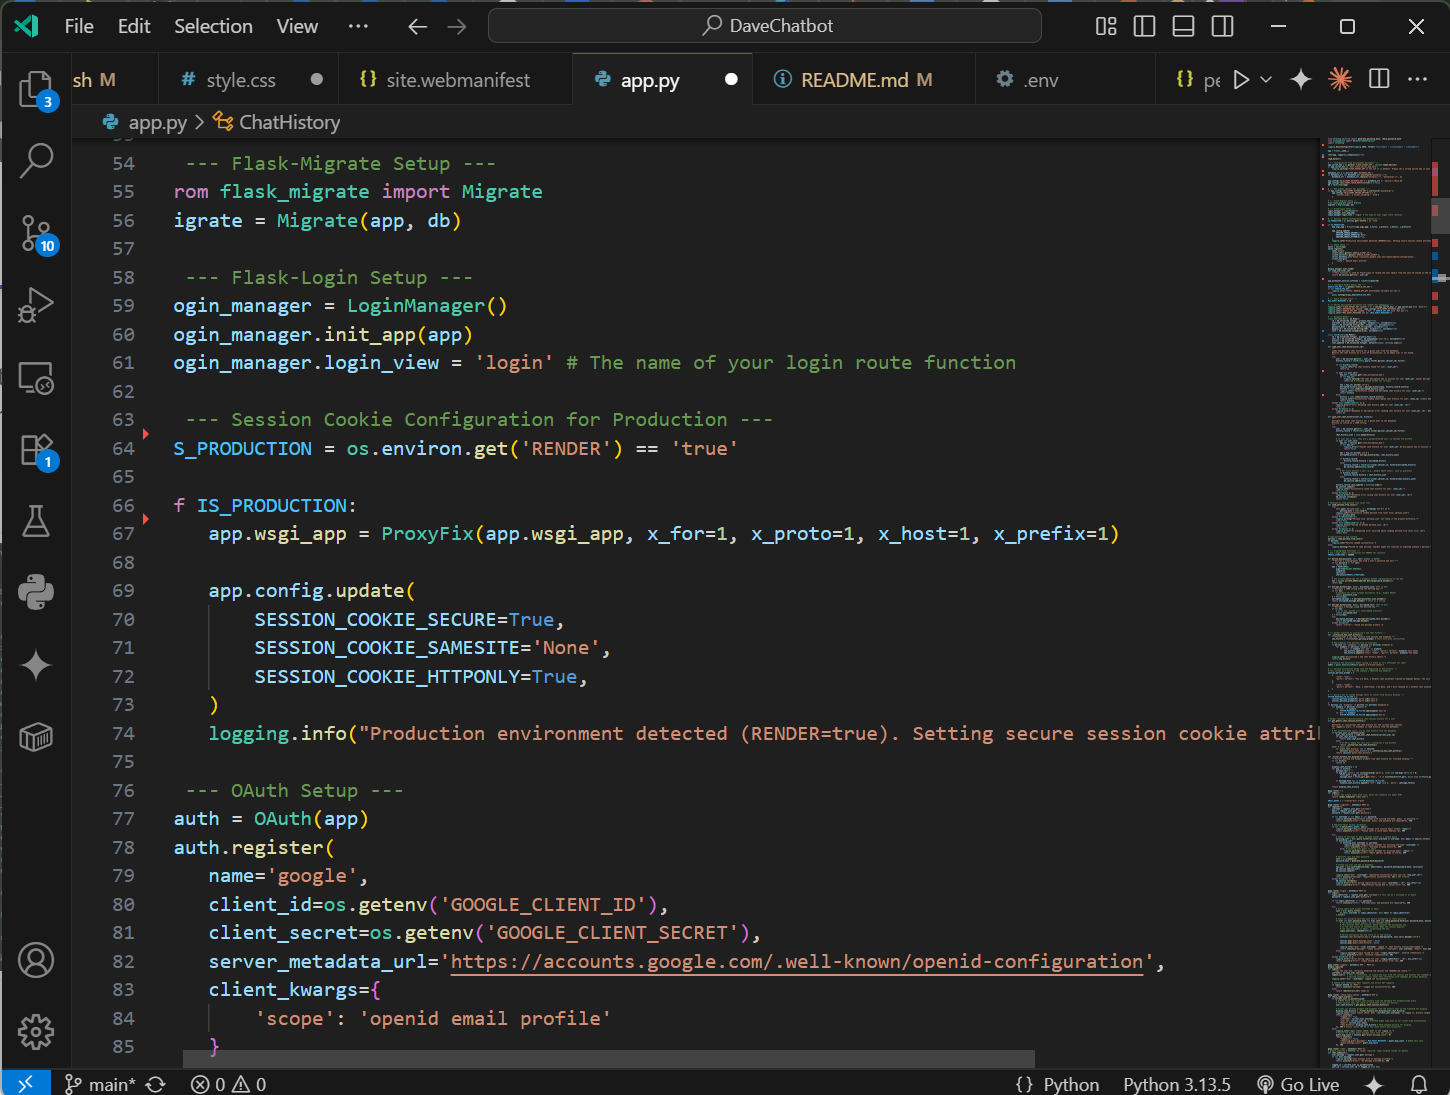 File Edit Selection View ··· DaveChatbot
sh M # style.css {} site.webmanifest app.py README.md M .env {} pe
app.py > ChatHistory
54 --- Flask-Migrate Setup ---
55 rom flask_migrate import Migrate
56 igrate = Migrate(app, db)
57
58 --- Flask-Login Setup ---
59 ogin_manager = LoginManager()
60 ogin_manager.init_app(app)
61 ogin_manager.login_view = 'login' # The name of your login route function
62
63 --- Session Cookie Configuration for Production ---
64 S_PRODUCTION = os.environ.get('RENDER') == 'true'
65
66 f IS_PRODUCTION:
67 app.wsgi_app = ProxyFix(app.wsgi_app, x_for=1, x_proto=1, x_host=1, x_prefix=1)
68
69 app.config.update(
70 SESSION_COOKIE_SECURE=True,
71 SESSION_COOKIE_SAMESITE='None',
72 SESSION_COOKIE_HTTPONLY=True,
73 )
74 logging.info("Production environment detected (RENDER=true). Setting secure session cookie attri
75
76 --- OAuth Setup ---
77 auth = OAuth(app)
78 auth.register(
79 name='google',
80 client_id=os.getenv('GOOGLE_CLIENT_ID'),
81 client_secret=os.getenv('GOOGLE_CLIENT_SECRET'),
82 server_metadata_url='https://accounts.google.com/.well-known/openid-configuration',
83 client_kwargs={
84 'scope': 'openid email profile'
85 }
3
10
1
main* 0 0 {} Python Python 3.13.5 Go Live